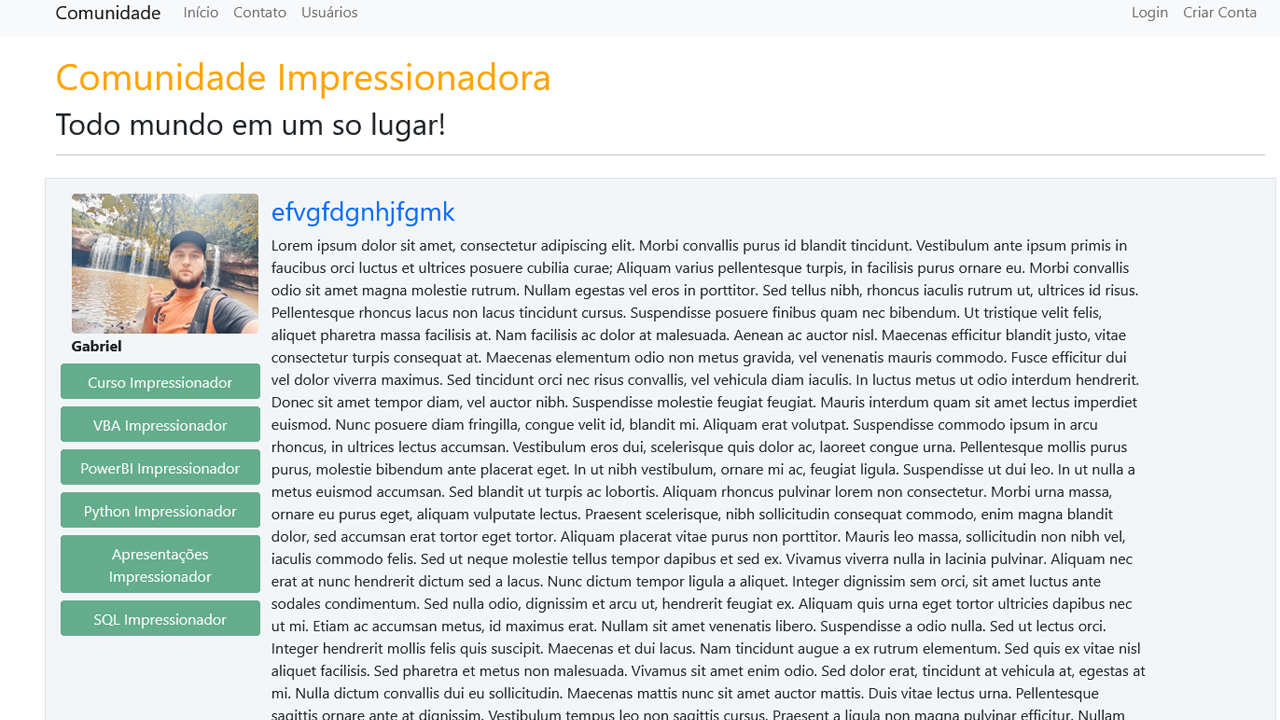 Comunidade Início Contato Usuários Login Criar Conta
Comunidade Impressionadora
Todo mundo em um so lugar!
Gabriel
Curso Impressionador
VBA Impressionador
PowerBI Impressionador
Python Impressionador
Apresentações
Impressionador
SQL Impressionador
efvgfdgnhjfgmk
Lorem ipsum dolor sit amet, consectetur adipiscing elit. Morbi convallis purus id blandit tincidunt. Vestibulum ante ipsum primis in
faucibus orci luctus et ultrices posuere cubilia curae; Aliquam varius pellentesque turpis, in facilisis purus ornare eu. Morbi convallis
odio sit amet magna molestie rutrum. Nullam egestas vel eros in porttitor. Sed tellus nibh, rhoncus iaculis rutrum ut, ultrices id risus.
Pellentesque rhoncus lacus non lacus tincidunt cursus. Suspendisse posuere finibus quam nec bibendum. Ut tristique velit felis,
aliquet pharetra massa facilisis at. Nam facilisis ac dolor at malesuada. Aenean ac auctor nisl. Maecenas efficitur blandit justo, vitae
consectetur turpis consequat at. Maecenas elementum odio non metus gravida, vel venenatis mauris commodo. Fusce efficitur dui
vel dolor viverra maximus. Sed tincidunt orci nec risus convallis, vel vehicula diam iaculis. In luctus metus ut odio interdum hendrerit.
Donec sit amet tempor diam, vel auctor nibh. Suspendisse molestie feugiat feugiat. Mauris interdum quam sit amet lectus imperdiet
euismod. Nunc posuere diam fringilla, congue velit id, blandit mi. Aliquam erat volutpat. Suspendisse commodo ipsum in arcu
rhoncus, in ultrices lectus accumsan. Vestibulum eros dui, scelerisque quis dolor ac, laoreet congue urna. Pellentesque mollis purus
purus, molestie bibendum ante placerat eget. In ut nibh vestibulum, ornare mi ac, feugiat ligula. Suspendisse ut dui leo. In ut nulla a
metus euismod accumsan. Sed blandit ut turpis ac lobortis. Aliquam rhoncus pulvinar lorem non consectetur. Morbi urna massa,
ornare eu purus eget, aliquam vulputate lectus. Praesent scelerisque, nibh sollicitudin consequat commodo, enim magna blandit
dolor, sed accumsan erat tortor eget tortor. Aliquam placerat vitae purus non porttitor. Mauris leo massa, sollicitudin non nibh vel,
iaculis commodo felis. Sed ut neque molestie tellus tempor dapibus et sed ex. Vivamus viverra nulla in lacinia pulvinar. Aliquam nec
erat at nunc hendrerit dictum sed a lacus. Nunc dictum tempor ligula a aliquet. Integer dignissim sem orci, sit amet luctus ante
sodales condimentum. Sed nulla odio, dignissim et arcu ut, hendrerit feugiat ex. Aliquam quis urna eget tortor ultricies dapibus nec
ut mi. Etiam ac accumsan metus, id maximus erat. Nullam sit amet venenatis libero. Suspendisse a odio nulla. Sed ut lectus orci.
Integer hendrerit mollis felis quis suscipit. Maecenas et dui lacus. Nam tincidunt augue a ex rutrum elementum. Sed quis ex vitae nisl
aliquet facilisis. Sed pharetra et metus non malesuada. Vivamus sit amet enim odio. Sed dolor erat, tincidunt at vehicula at, egestas at
mi. Nulla dictum convallis dui eu sollicitudin. Maecenas mattis nunc sit amet auctor mattis. Duis vitae lectus urna. Pellentesque
sagittis ornare ante at dignissim. Vestibulum tempus leo non sagittis cursus. Praesent a ligula non magna pulvinar efficitur. Nullam